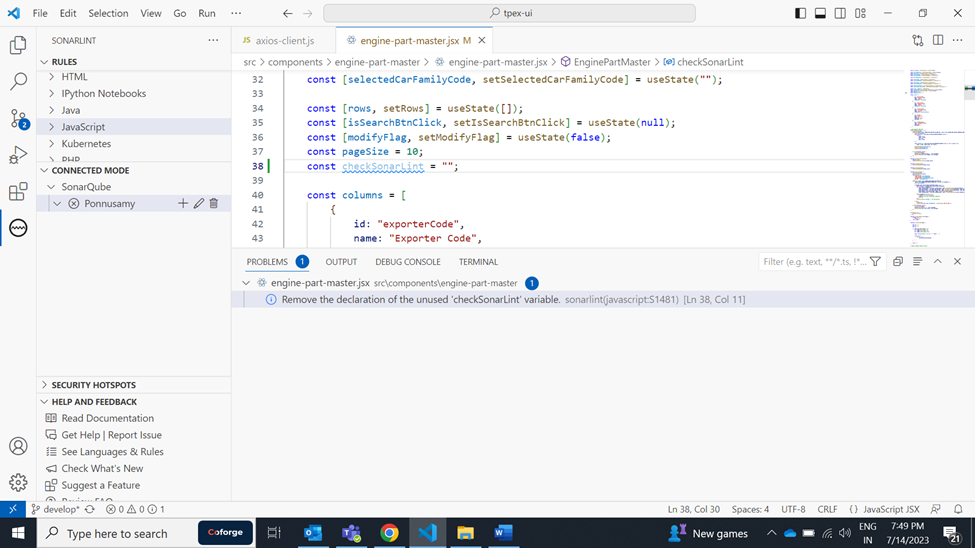 File Edit Selection View Go Run ··· tpex-ui
SONARLINT ···
RULES
HTML
IPython Notebooks
Java
JavaScript
Kubernetes
PHP
CONNECTED MODE
SonarQube
Ponnusamy
SECURITY HOTSPOTS
HELP AND FEEDBACK
Read Documentation
Get Help | Report Issue
See Languages & Rules
Check What's New
Suggest a Feature
Review FAQ
2
JS axios-client.js engine-part-master.jsx M
src > components > engine-part-master > engine-part-master.jsx > EnginePartMaster > checkSonarLint
32 const [selectedCarFamilyCode, setSelectedCarFamilyCode] = useState("");
33
34 const [rows, setRows] = useState([]);
35 const [isSearchBtnClick, setIsSearchBtnClick] = useState(null);
36 const [modifyFlag, setModifyFlag] = useState(false);
37 const pageSize = 10;
38 const checkSonarLint = "";
39
40 const columns = [
41 {
42 id: "exporterCode",
43 name: "Exporter Code",
PROBLEMS 1 OUTPUT DEBUG CONSOLE TERMINAL Filter (e.g. text, **/*.ts, !*...
engine-part-master.jsx src\components\engine-part-master 1
Remove the declaration of the unused 'checkSonarLint' variable. sonarlint(javascript:S1481) [Ln 38, Col 11]
develop* 0 0 1 Ln 38, Col 30 Spaces: 4 UTF-8 CRLF {} JavaScript JSX
Type here to search Coforge New games ENG IN 7:49 PM 7/14/2023 21